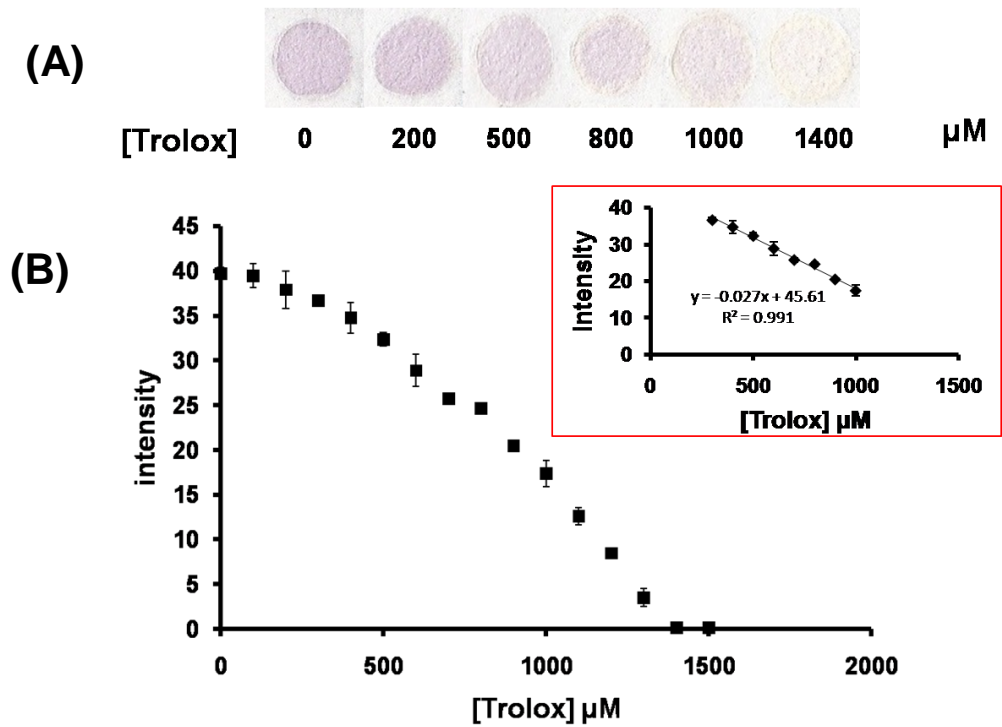 (A)
[Trolox] 0 200 500 800 1000 1400 µM
(B)
45
40
35
30
25
20
15
10
5
0
intensity
0 500 1000 1500 2000
[Trolox] µM
40
30
20
10
0
Intensity
y = -0.027x + 45.61
R² = 0.991
0 500 1000 1500
[Trolox] µM